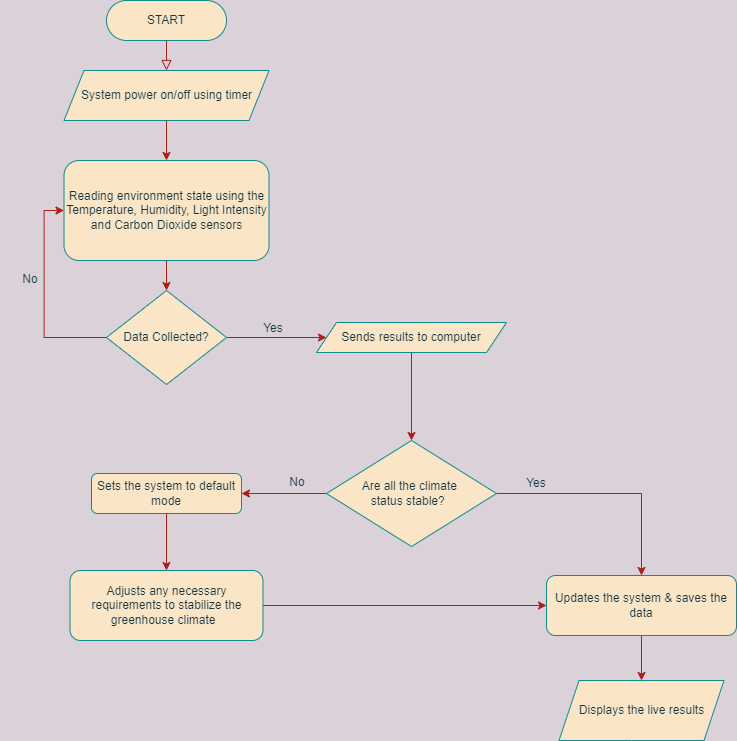 START
System power on/off using timer
Reading environment state using the
Temperature, Humidity, Light Intensity
and Carbon Dioxide sensors
No
Data Collected?
Yes
Sends results to computer
Are all the climate
status stable?
No
Yes
Sets the system to default
mode
Adjusts any necessary
requirements to stabilize the
greenhouse climate
Updates the system & saves the
data
Displays the live results